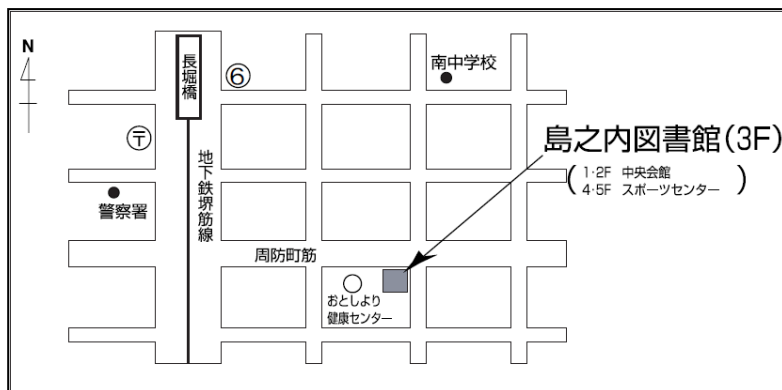 N
長堀橋
⑥
南中学校
〒
地下鉄堺筋線
警察署
島之内図書館(3F)
(1·2F 中央会館
4·5F スポーツセンター)
周防町筋
おとしより
健康センター